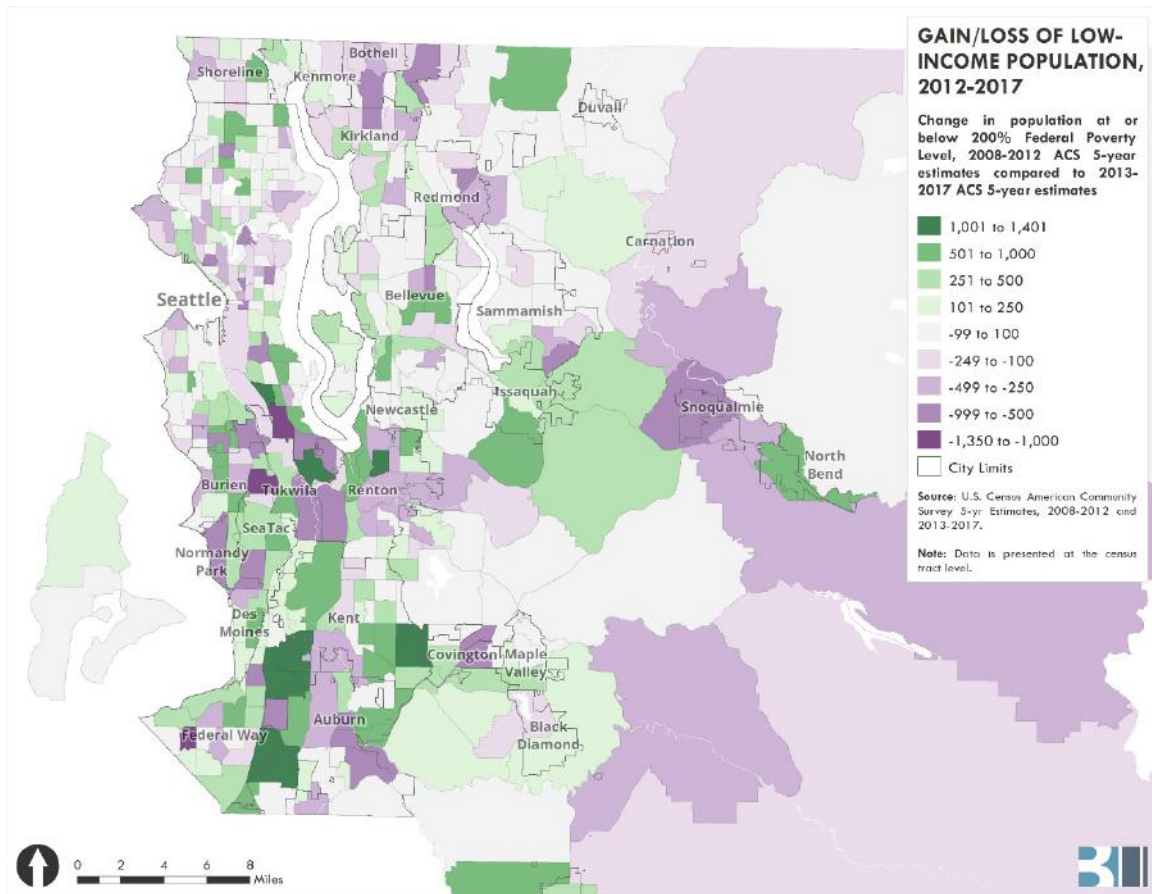 GAIN/LOSS OF LOW-
INCOME POPULATION,
2012-2017
Change in population at or
below 200% Federal Poverty
Level, 2008-2012 ACS 5-year
estimates compared to 2013-
2017 ACS 5-year estimates
1,001 to 1,401
501 to 1,000
251 to 500
101 to 250
-99 to 100
-249 to -100
-499 to -250
-999 to -500
-1,350 to -1,000
City Limits
Source: U.S. Census American Community
Survey 5-yr Estimates, 2008-2012 and
2013-2017.
Note: Data is presented at the census
tract level.
Bothell
Shoreline
Kenmore
Duvall
Kirkland
Redmond
Carnation
Seattle
Bellevue
Sammamish
Issaquah
Newcastle
Snoqualmie
North
Bend
Burien
Tukwila
Renton
SeaTac
Normandy
Park
Des
Moines
Kent
Covington
Maple
Valley
Auburn
Federal Way
Black
Diamond
0 2 4 6 8
Miles